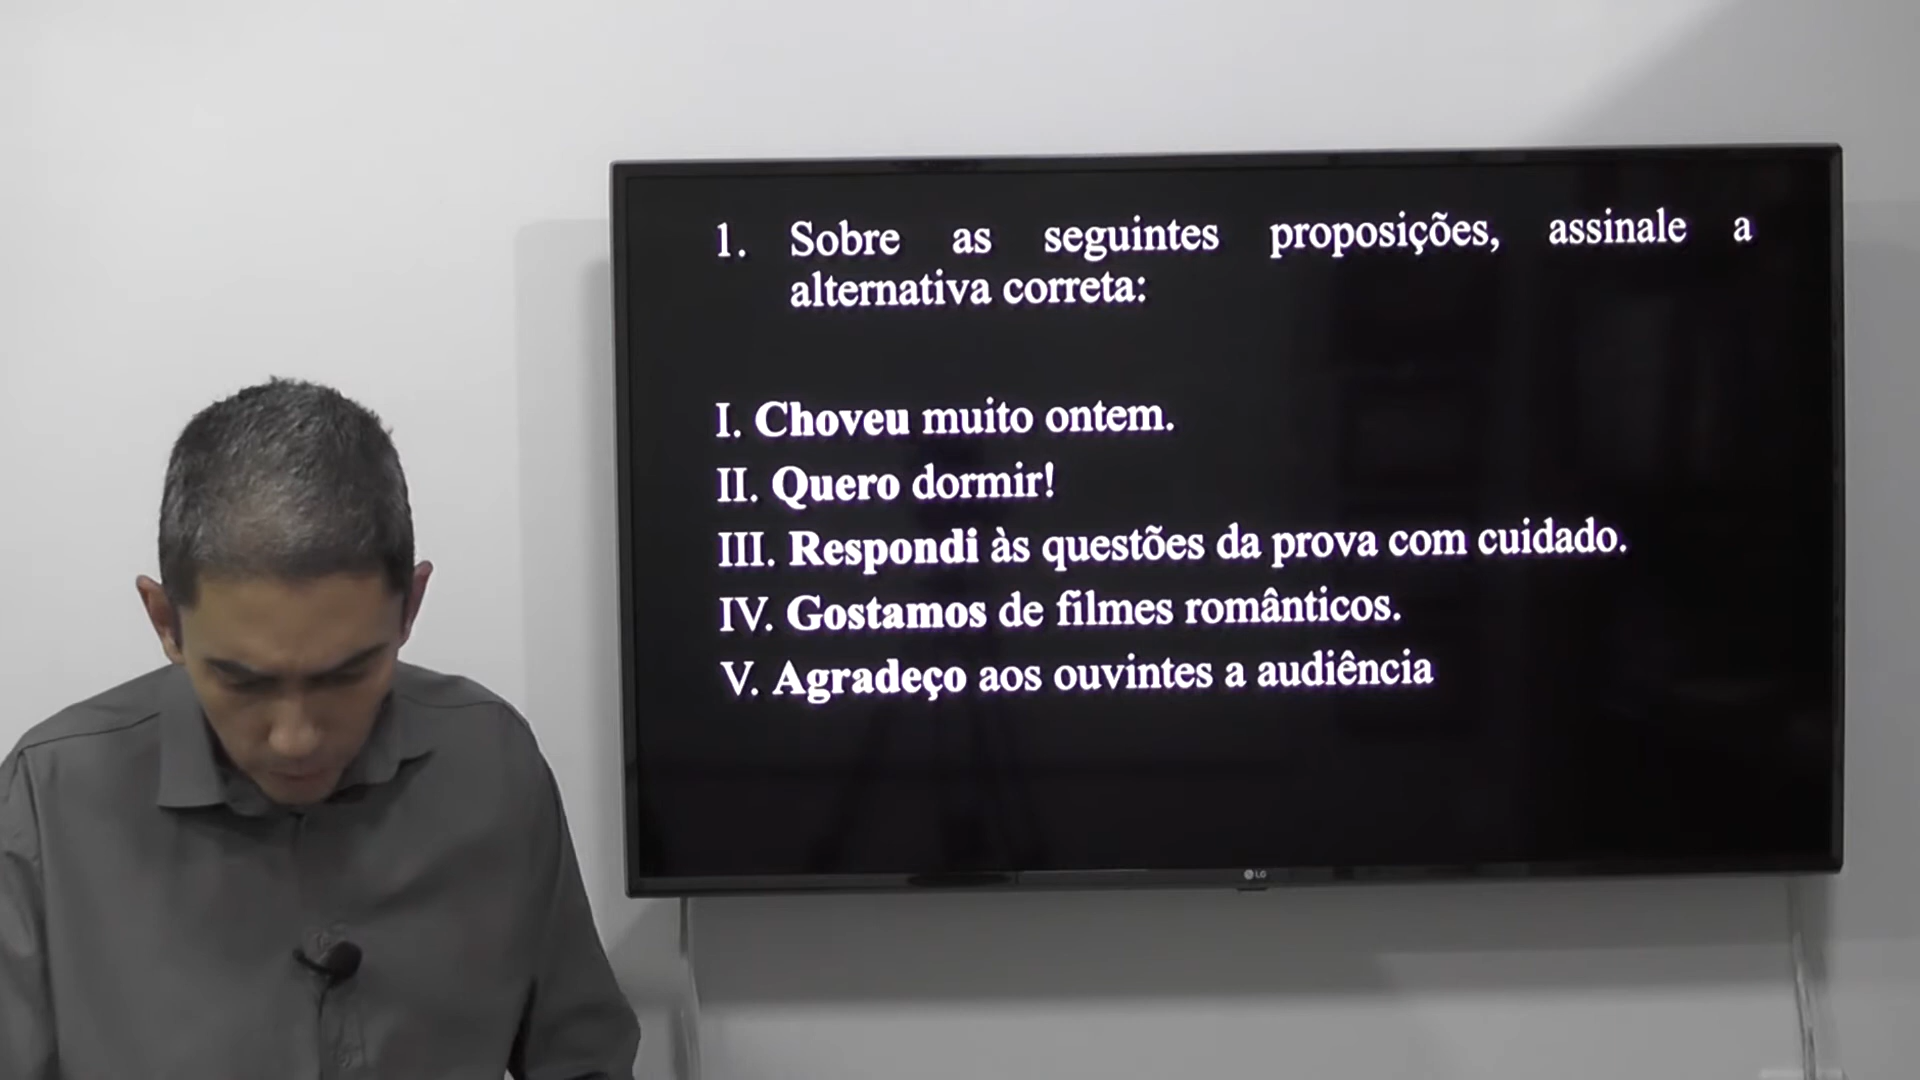 1. Sobre as seguintes proposições, assinale a
alternativa correta:
I. Choveu muito ontem.
II. Quero dormir!
III. Respondi às questões da prova com cuidado.
IV. Gostamos de filmes românticos.
V. Agradeço aos ouvintes a audiência
LG